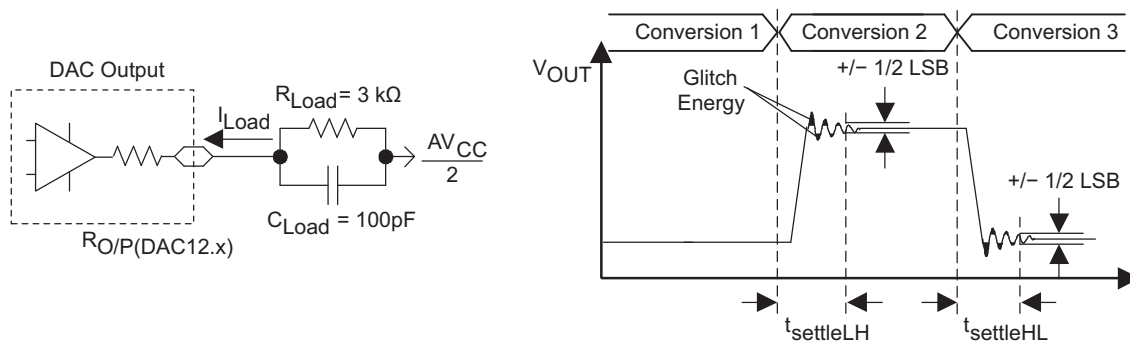 DAC Output
R_Load = 3 kΩ
I_Load
AV_CC
2
C_Load = 100pF
R_O/P(DAC12.x)
Conversion 1
Conversion 2
Conversion 3
V_OUT
Glitch
Energy
+/− 1/2 LSB
+/− 1/2 LSB
t_settleLH
t_settleHL